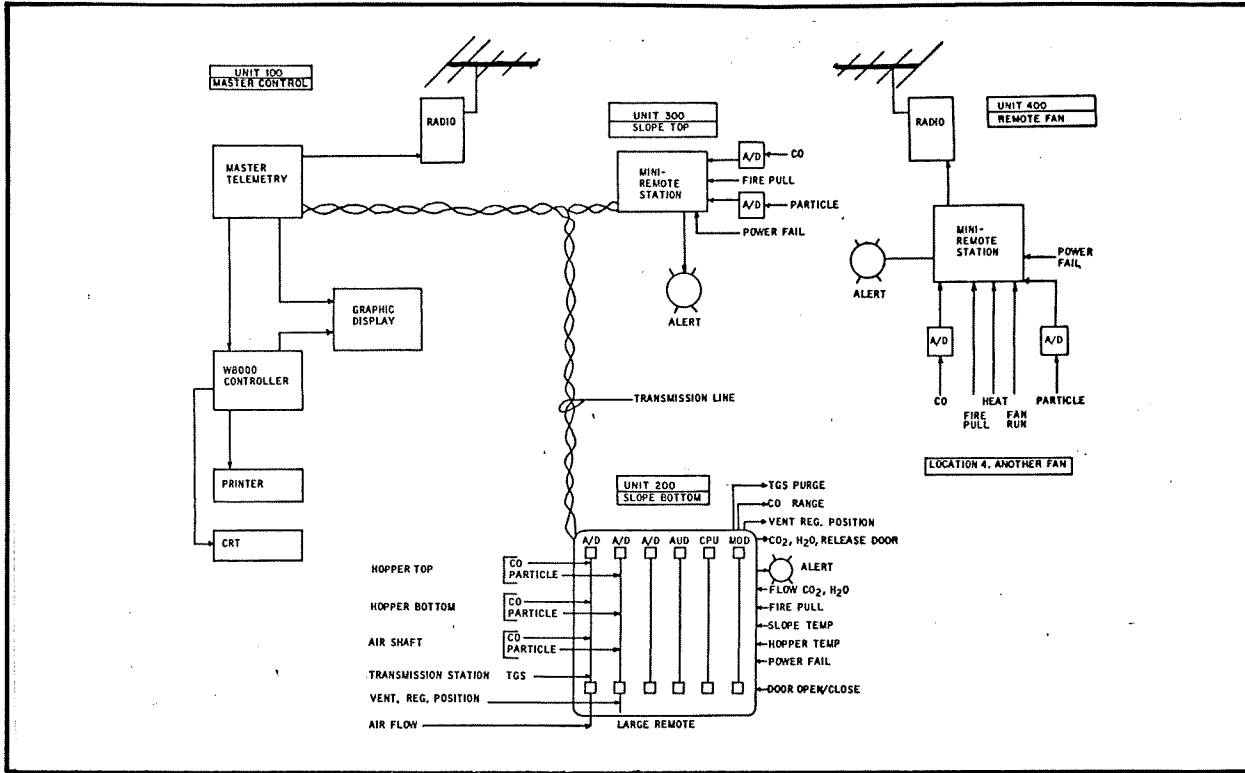 UNIT 100
MASTER CONTROL
RADIO
MASTER
TELEMETRY
GRAPHIC
DISPLAY
W8000
CONTROLLER
PRINTER
CRT
UNIT 300
SLOPE TOP
MINI-
REMOTE
STATION
A/D
CO
FIRE PULL
A/D
PARTICLE
POWER FAIL
ALERT
UNIT 400
REMOTE FAN
RADIO
MINI-
REMOTE
STATION
POWER
FAIL
ALERT
A/D
A/D
CO
HEAT
PARTICLE
FIRE
PULL
FAN
RUN
LOCATION 4. ANOTHER FAN
TRANSMISSION LINE
UNIT 200
SLOPE BOTTOM
TGS PURGE
CO RANGE
VENT REG. POSITION
CO2, H2O, RELEASE DOOR
A/D A/D A/D AUD CPU MOD
ALERT
FLOW CO2, H2O
FIRE PULL
SLOPE TEMP
HOPPER TEMP
POWER FAIL
DOOR OPEN/CLOSE
HOPPER TOP
CO
PARTICLE
HOPPER BOTTOM
CO
PARTICLE
AIR SHAFT
CO
PARTICLE
TRANSMISSION STATION TGS
VENT, REG. POSITION
AIR FLOW
LARGE REMOTE